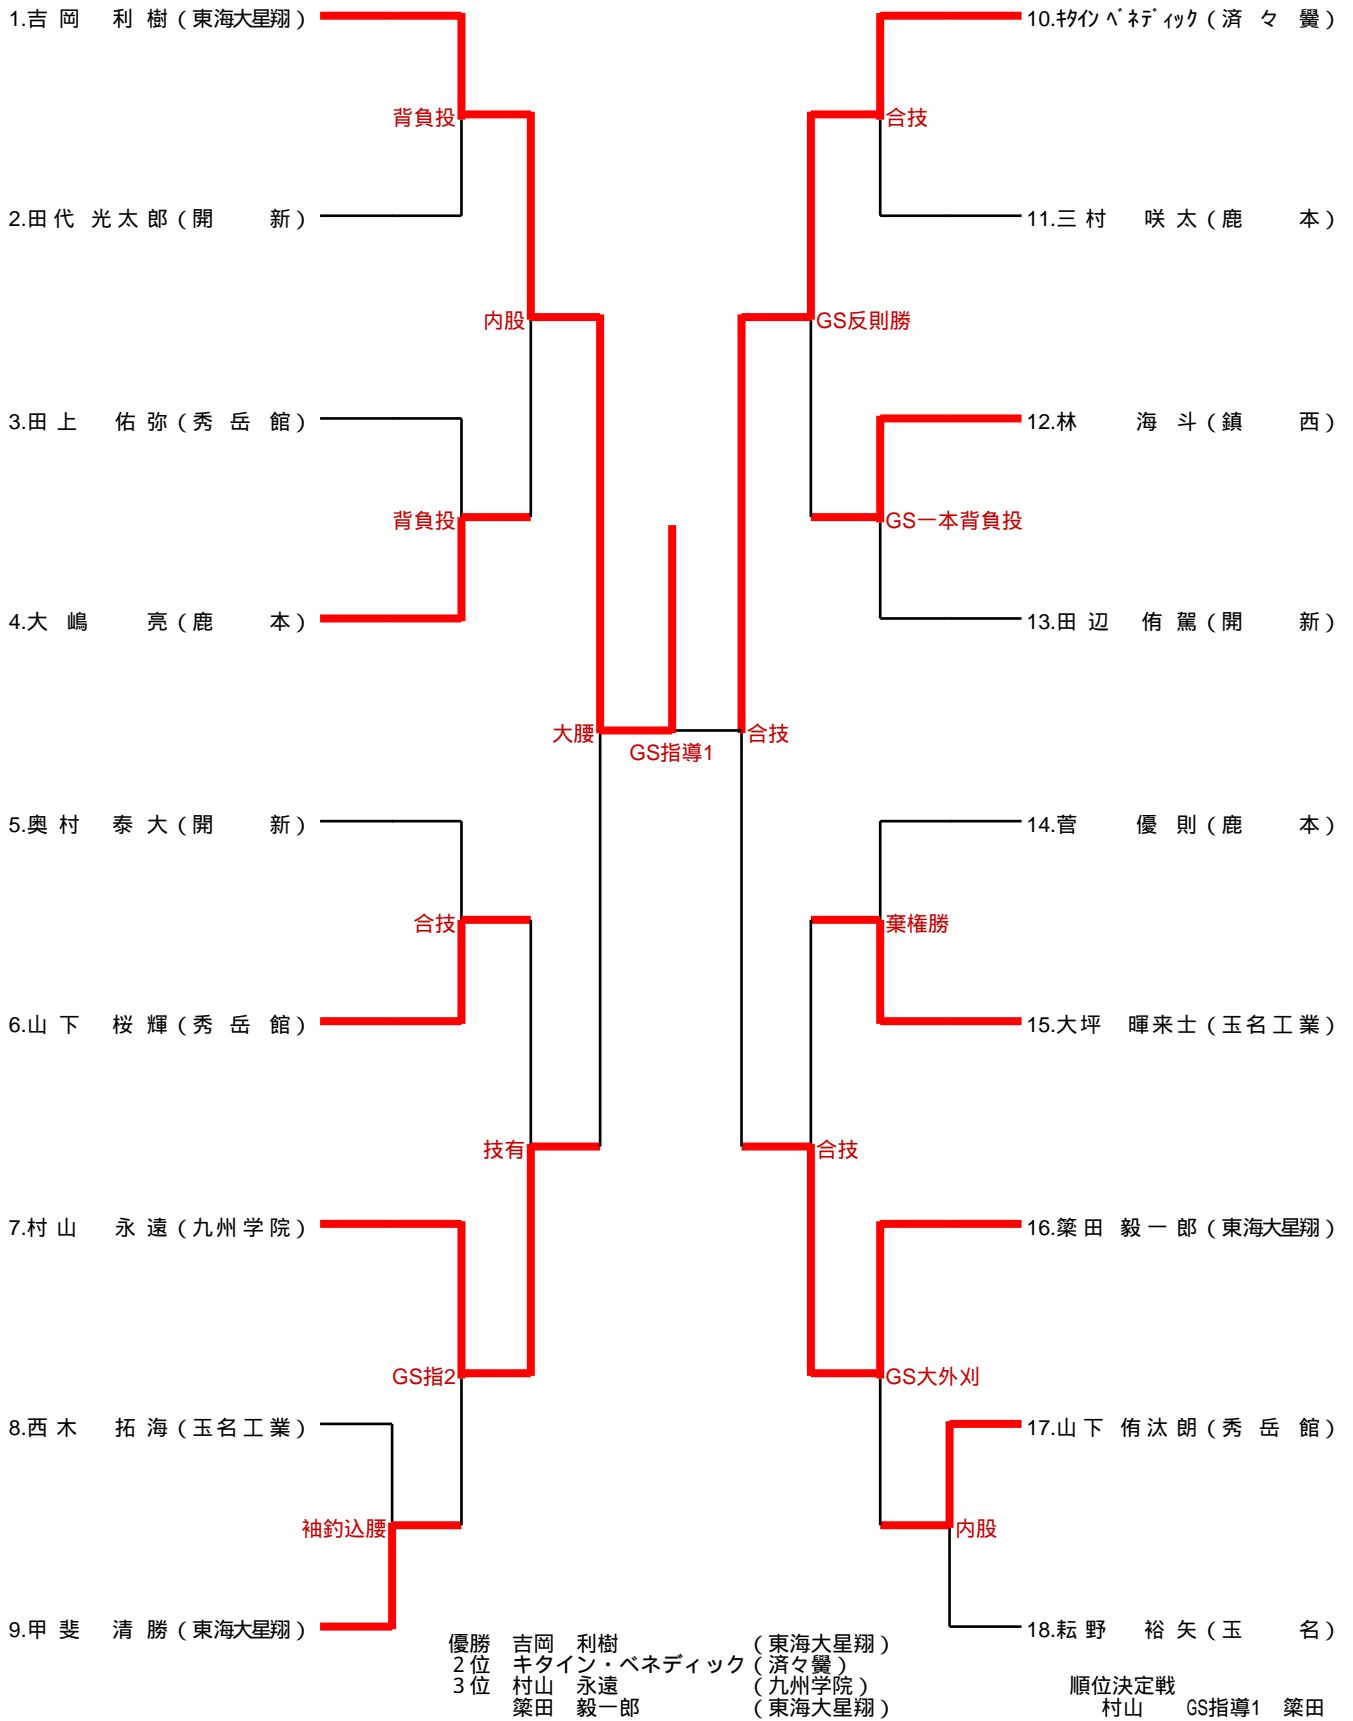 1.吉岡 利樹（東海大星翔）
背負投
2.田代 光太郎（開 新）
内股
3.田上 佑弥（秀岳館）
背負投
4.大嶋 亮（鹿 本）
大腰
5.奥村 泰大（開 新）
合技
6.山下 桜輝（秀岳館）
技有
7.村山 永遠（九州学院）
GS指2
8.西木 拓海（玉名工業）
袖釣込腰
9.甲斐 清勝（東海大星翔）
GS指導1
10.ｷﾀｲﾝ ﾍﾞﾈﾃﾞｨｯｸ（済々黌）
合技
11.三村 咲太（鹿 本）
GS反則勝
12.林 海斗（鎮 西）
GS一本背負投
13.田辺 侑駕（開 新）
合技
14.菅 優則（鹿 本）
棄権勝
15.大坪 暉来士（玉名工業）
合技
16.簗田 毅一郎（東海大星翔）
GS大外刈
17.山下 侑汰朗（秀岳館）
内股
18.耘野 裕矢（玉 名）
優勝 吉岡 利樹 （東海大星翔）
2位 キタイン・ベネディック（済々黌）
3位 村山 永遠 （九州学院）
簗田 毅一郎 （東海大星翔）
順位決定戦
村山 GS指導1 簗田